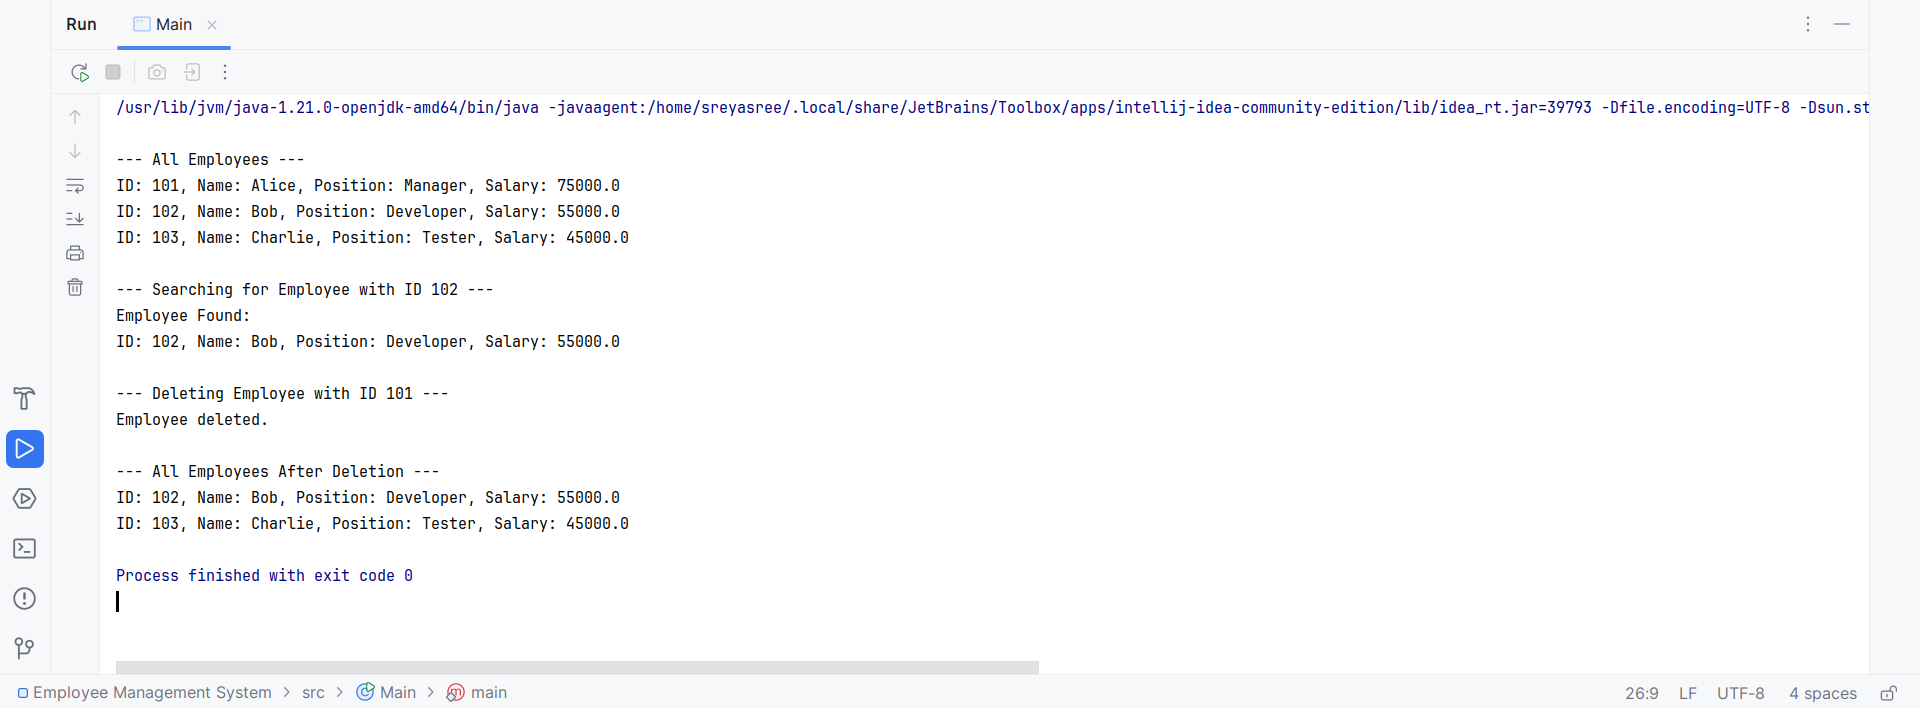 Run Main
/usr/lib/jvm/java-1.21.0-openjdk-amd64/bin/java -javaagent:/home/sreyasree/.local/share/JetBrains/Toolbox/apps/intellij-idea-community-edition/lib/idea_rt.jar=39793 -Dfile.encoding=UTF-8 -Dsun.st
--- All Employees ---
ID: 101, Name: Alice, Position: Manager, Salary: 75000.0
ID: 102, Name: Bob, Position: Developer, Salary: 55000.0
ID: 103, Name: Charlie, Position: Tester, Salary: 45000.0
--- Searching for Employee with ID 102 ---
Employee Found:
ID: 102, Name: Bob, Position: Developer, Salary: 55000.0
--- Deleting Employee with ID 101 ---
Employee deleted.
--- All Employees After Deletion ---
ID: 102, Name: Bob, Position: Developer, Salary: 55000.0
ID: 103, Name: Charlie, Position: Tester, Salary: 45000.0
Process finished with exit code 0
Employee Management System > src > Main > main 26:9 LF UTF-8 4 spaces